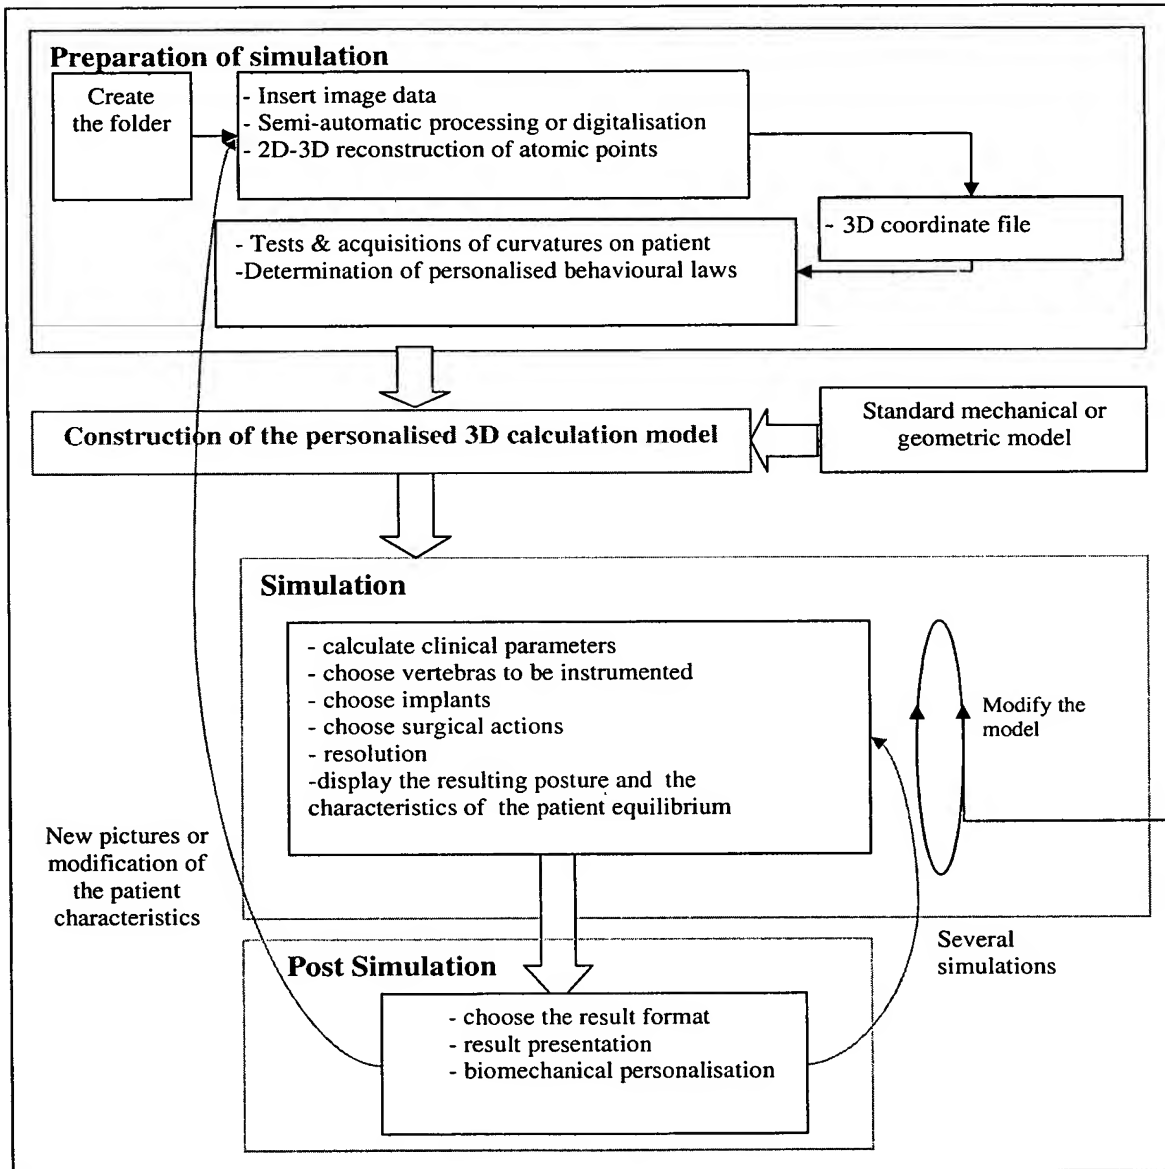 Preparation of simulation
Create
the folder
- Insert image data
- Semi-automatic processing or digitalisation
- 2D-3D reconstruction of atomic points
- 3D coordinate file
- Tests & acquisitions of curvatures on patient
-Determination of personalised behavioural laws
Construction of the personalised 3D calculation model
Standard mechanical or
geometric model
Simulation
- calculate clinical parameters
- choose vertebras to be instrumented
- choose implants
- choose surgical actions
- resolution
-display the resulting posture and the
characteristics of the patient equilibrium
Modify the
model
New pictures or
modification of
the patient
characteristics
Several
simulations
Post Simulation
- choose the result format
- result presentation
- biomechanical personalisation